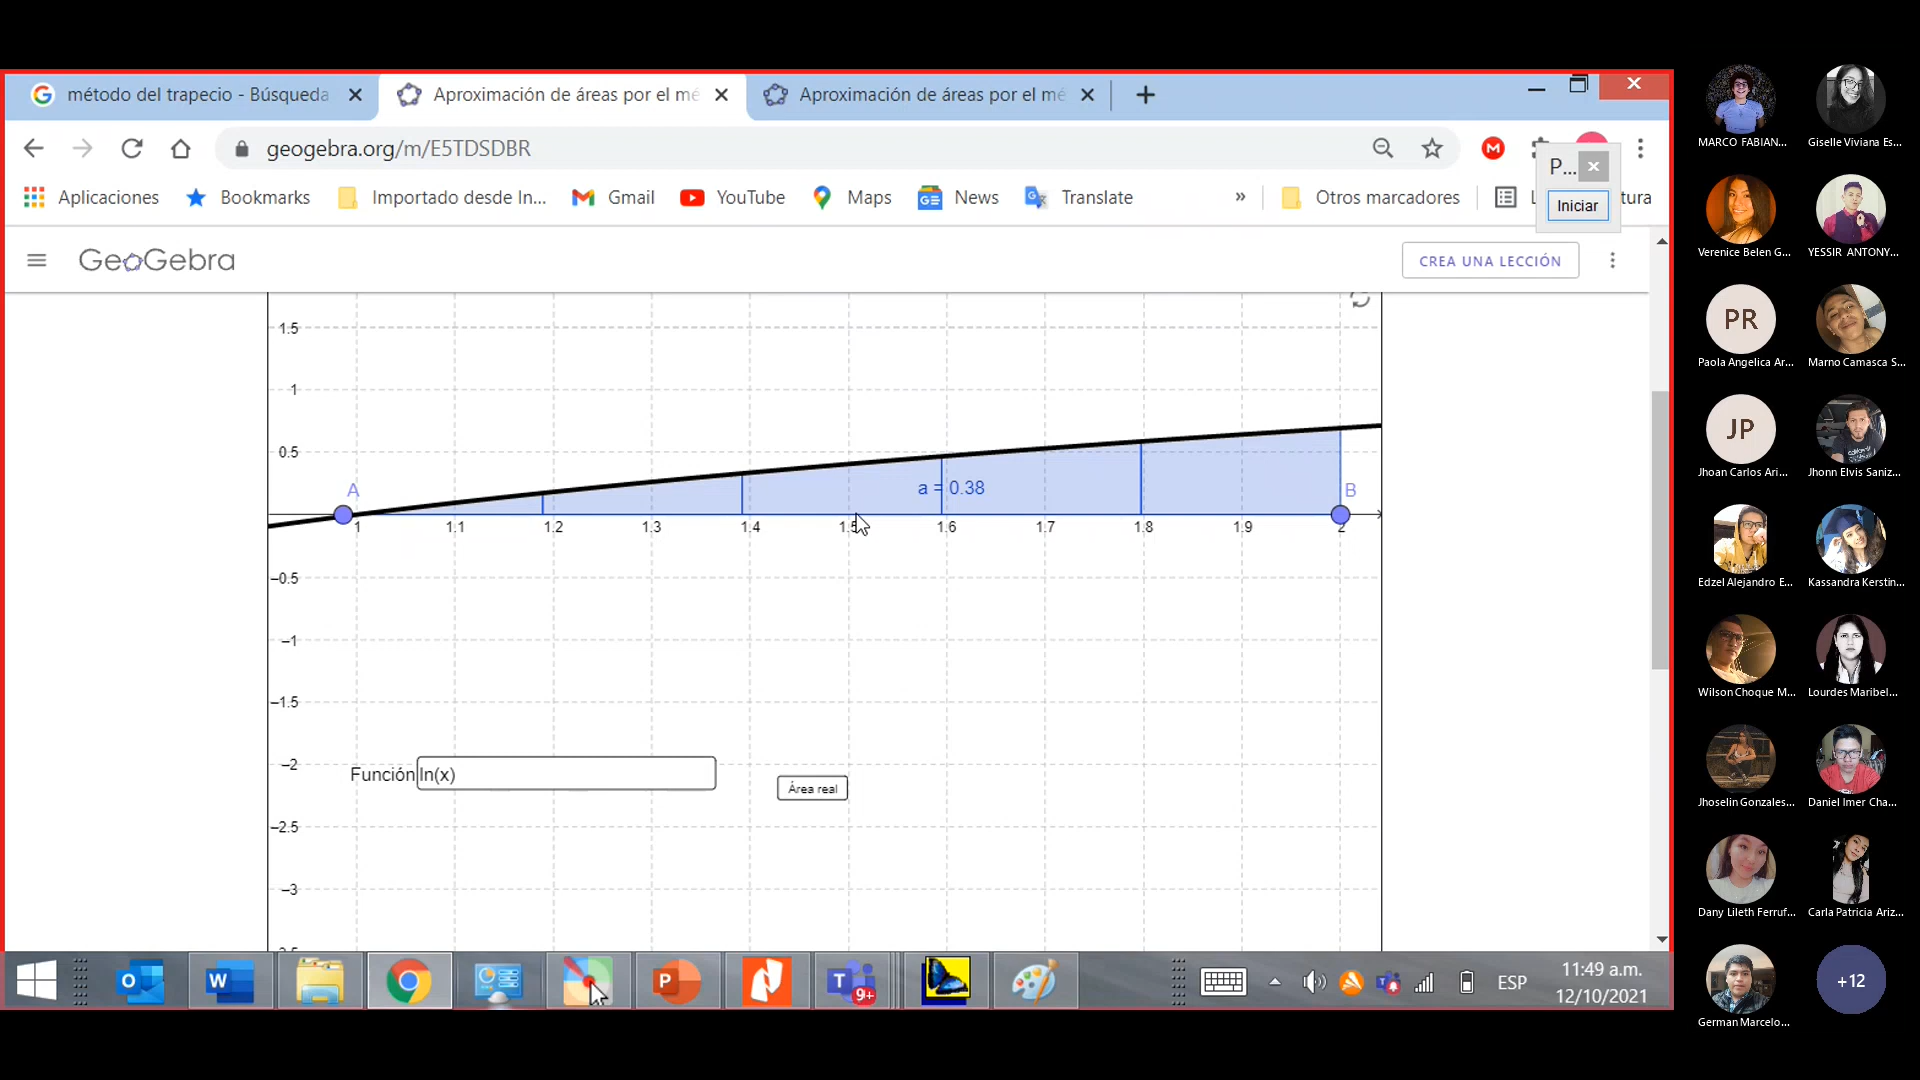 método del trapecio - Búsqueda
Aproximación de áreas por el mé
Aproximación de áreas por el mé
geogebra.org/m/E5TDSDBR
P...
Iniciar
Aplicaciones
Bookmarks
Importado desde In...
Gmail
YouTube
Maps
News
Translate
»
Otros marcadores
L
tura
GeoGebra
CREA UNA LECCIÓN
1.5
1
0.5
A
a = 0.38
B
1
1.1
1.2
1.3
1.4
1.5
1.6
1.7
1.8
1.9
2
−0.5
−1
−1.5
−2
Función ln(x)
Área real
−2.5
−3
9+
ESP
11:49 a.m.
12/10/2021
MARCO FABIAN...
Giselle Viviana Es...
Verenice Belen G...
YESSIR ANTONY...
PR
Paola Angelica Ar...
Marno Camasca S...
JP
Jhoan Carlos Ari...
Jhonn Elvis Saniz...
Edzel Alejandro E...
Kassandra Kerstin...
Wilson Choque M...
Lourdes Maribel...
Jhoselin Gonzales...
Daniel Imer Cha...
Dany Lileth Ferruf...
Carla Patricia Ariz...
German Marcelo...
+12